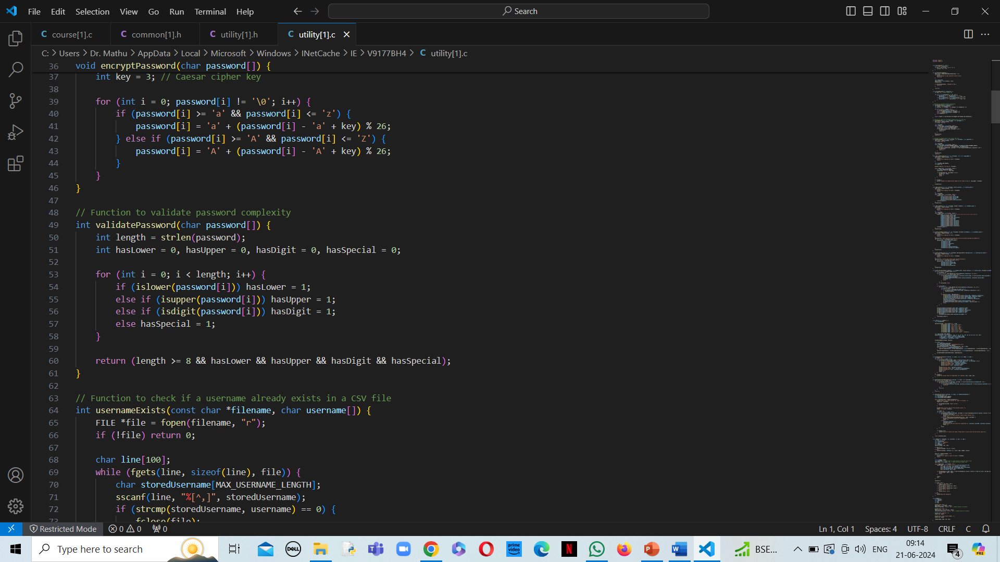 File Edit Selection View Go Run Terminal Help
Search
course[1].c
common[1].h
utility[1].h
utility[1].c
C: > Users > Dr. Mathu > AppData > Local > Microsoft > Windows > INetCache > IE > V9177BH4 > C utility[1].c
36 void encryptPassword(char password[]) {
37 int key = 3; // Caesar cipher key
38
39 for (int i = 0; password[i] != '\0'; i++) {
40 if (password[i] >= 'a' && password[i] <= 'z') {
41 password[i] = 'a' + (password[i] - 'a' + key) % 26;
42 } else if (password[i] >= 'A' && password[i] <= 'Z') {
43 password[i] = 'A' + (password[i] - 'A' + key) % 26;
44 }
45 }
46 }
47
48 // Function to validate password complexity
49 int validatePassword(char password[]) {
50 int length = strlen(password);
51 int hasLower = 0, hasUpper = 0, hasDigit = 0, hasSpecial = 0;
52
53 for (int i = 0; i < length; i++) {
54 if (islower(password[i])) hasLower = 1;
55 else if (isupper(password[i])) hasUpper = 1;
56 else if (isdigit(password[i])) hasDigit = 1;
57 else hasSpecial = 1;
58 }
59
60 return (length >= 8 && hasLower && hasUpper && hasDigit && hasSpecial);
61 }
62
63 // Function to check if a username already exists in a CSV file
64 int usernameExists(const char *filename, char username[]) {
65 FILE *file = fopen(filename, "r");
66 if (!file) return 0;
67
68 char line[100];
69 while (fgets(line, sizeof(line), file)) {
70 char storedUsername[MAX_USERNAME_LENGTH];
71 sscanf(line, "%[^,]", storedUsername);
72 if (strcmp(storedUsername, username) == 0) {
73 fclose(file);
Restricted Mode 0 0 0 Ln 1, Col 1 Spaces: 4 UTF-8 CRLF C
Type here to search
DELL
prime video
BSE...
ENG
09:14
21-06-2024
4
PRE